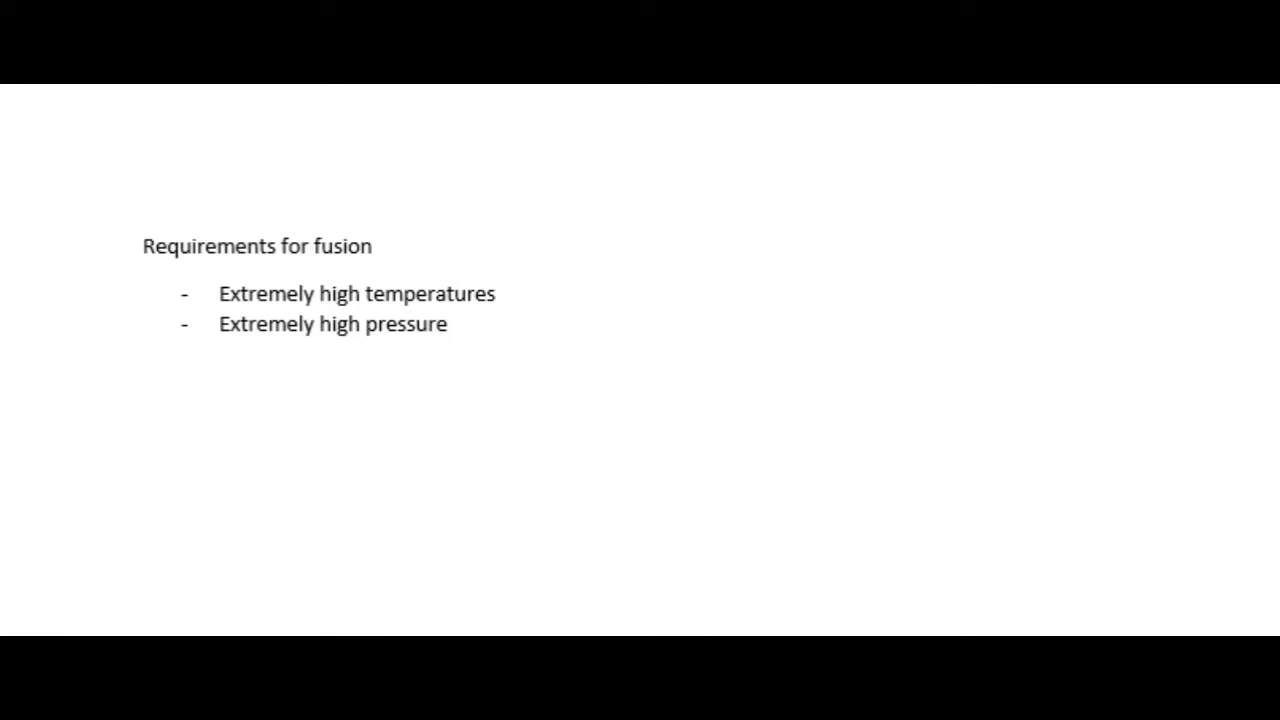 Requirements for fusion
- Extremely high temperatures
- Extremely high pressure